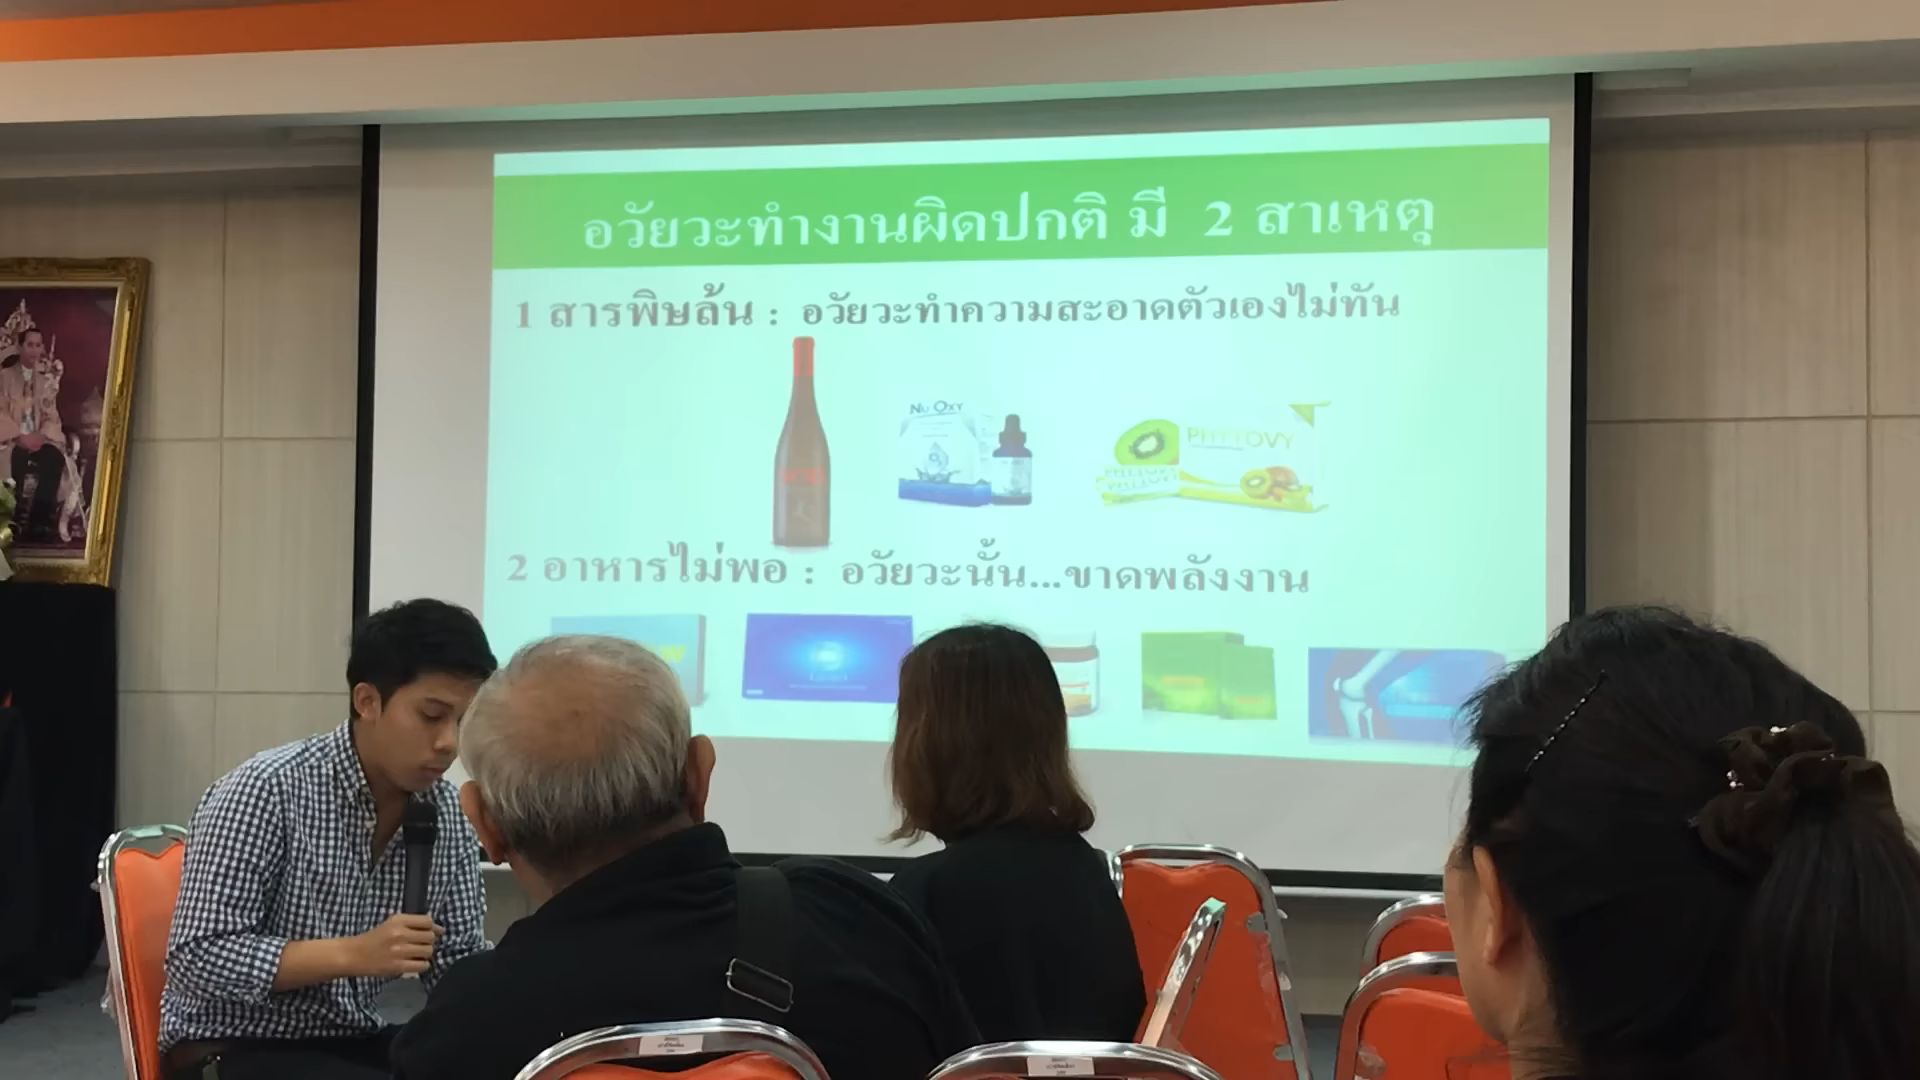 อวัยวะทำงานผิดปกติ มี 2 สาเหตุ
1 สารพิษล้น : อวัยวะทำความสะอาดตัวเองไม่ทัน
NU OXY
PHYTOVY
2 อาหารไม่พอ : อวัยวะนั้น...ขาดพลังงาน